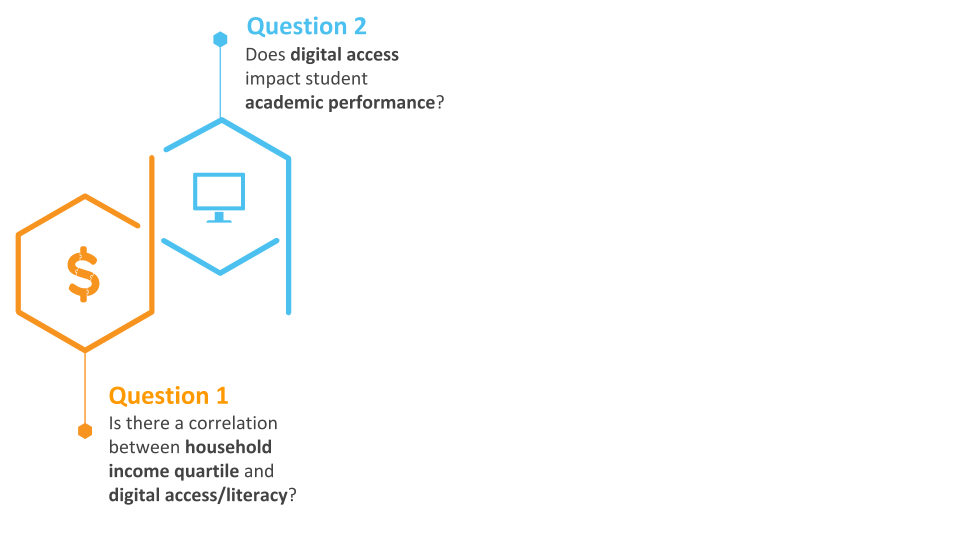 Question 2
Does digital access
impact student
academic performance?
$
Question 1
Is there a correlation
between household
income quartile and
digital access/literacy?